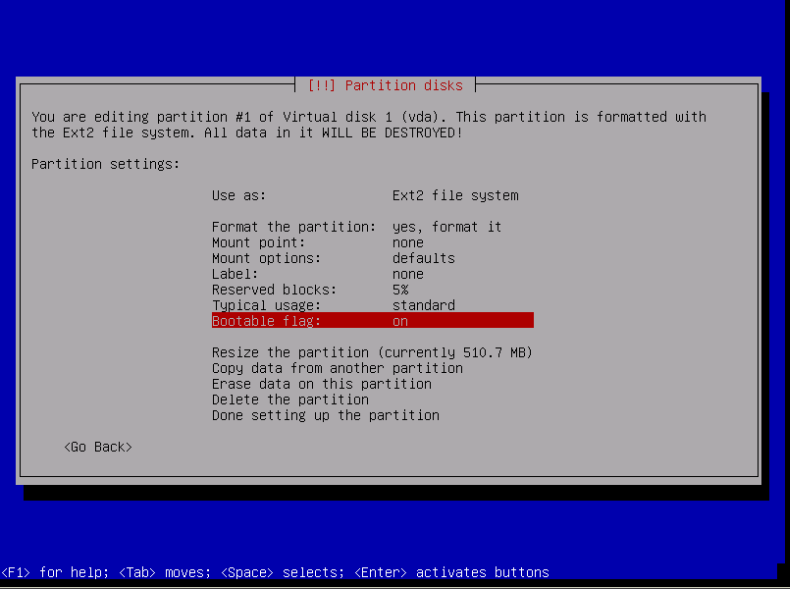 [!!] Partition disks
You are editing partition #1 of Virtual disk 1 (vda). This partition is formatted with
the Ext2 file system. All data in it WILL BE DESTROYED!
Partition settings:
Use as: Ext2 file system
Format the partition: yes, format it
Mount point: none
Mount options: defaults
Label: none
Reserved blocks: 5%
Typical usage: standard
Bootable flag: on
Resize the partition (currently 510.7 MB)
Copy data from another partition
Erase data on this partition
Delete the partition
Done setting up the partition
<Go Back>
<F1> for help; <Tab> moves; <Space> selects; <Enter> activates buttons